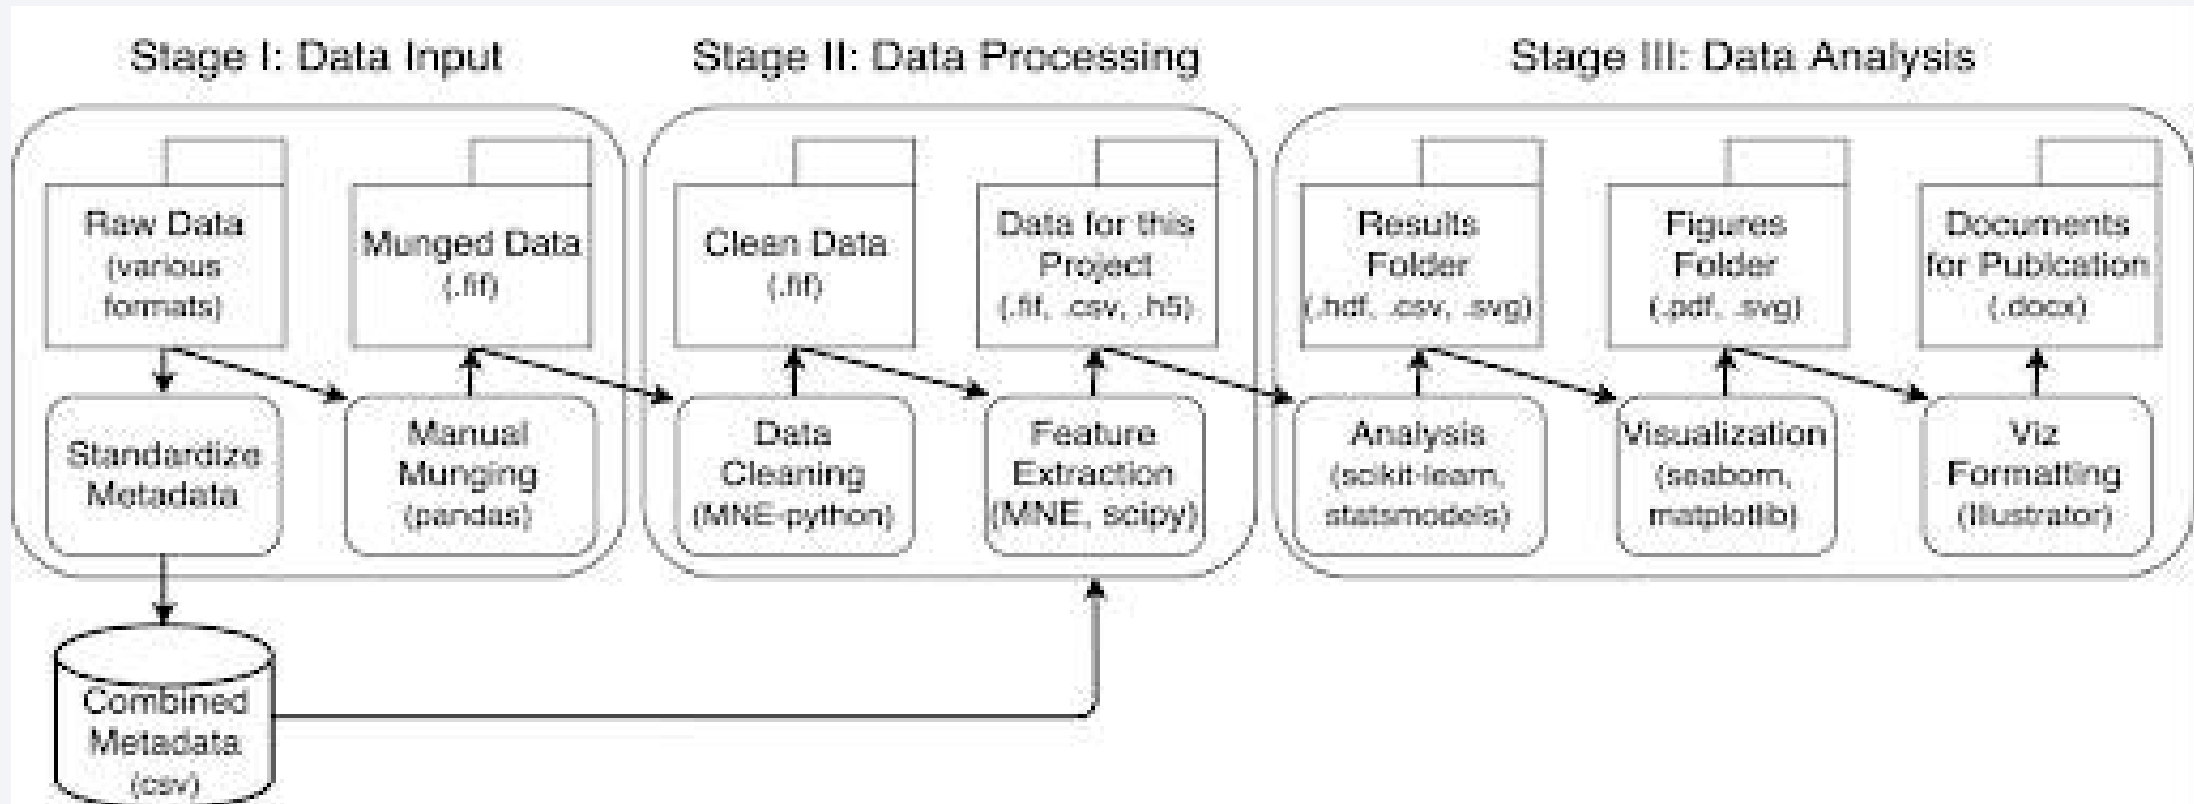 Stage I: Data Input
Stage II: Data Processing
Stage III: Data Analysis
Raw Data
(various
formats)
Munged Data
(.fif)
Clean Data
(.fif)
Data for this
Project
(.fif, .csv, .h5)
Results
Folder
(.hdf, .csv, .svg)
Figures
Folder
(.pdf, .svg)
Documents
for Pubication
(.docx)
Standardize
Metadata
Manual
Munging
(pandas)
Data
Cleaning
(MNE-python)
Feature
Extraction
(MNE, scipy)
Analysis
(scikit-learn,
statsmodels)
Visualization
(seaborn,
matplotlib)
Viz
Formatting
(Illustrator)
Combined
Metadata
(csv)